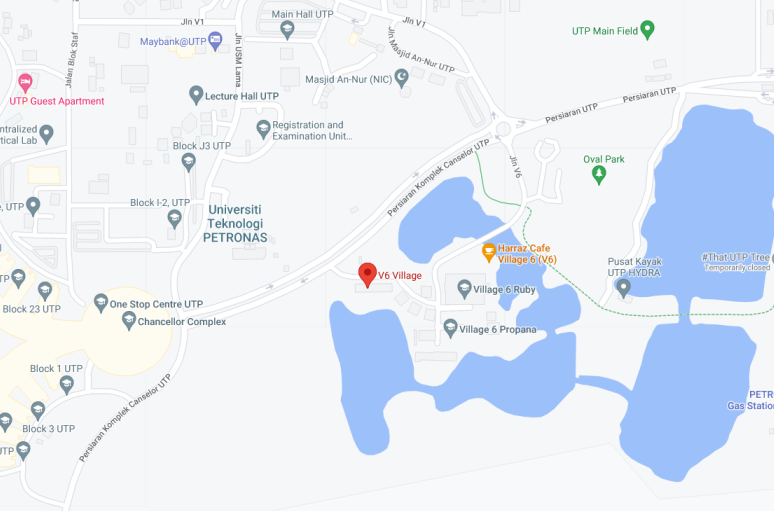 Main Hall UTP
Jln V1
Jln V1
UTP Main Field
Maybank@UTP
Jln USM Lama
Jln Masjid An-Nur UTP
Jalan Blok Staf
Masjid An-Nur (NIC)
UTP Guest Apartment
Lecture Hall UTP
Persiaran UTP
Persiaran UTP
Registration and
Examination Unit...
ntralized
tical Lab
Block J3 UTP
Persiaran Komplek Canselor UTP
Jln V6
Oval Park
Block I-2, UTP
e, UTP
Universiti
Teknologi
PETRONAS
Harraz Cafe
Village 6 (V6)
Pusat Kayak
UTP HYDRA
#That UTP Tree
Temporarily closed
V6 Village
TP
Village 6 Ruby
Block 23 UTP
One Stop Centre UTP
Chancellor Complex
Village 6 Propana
Block 1 UTP
Persiaran Komplek Canselor UTP
PETR
Gas Station
Block 3 UTP
UTP